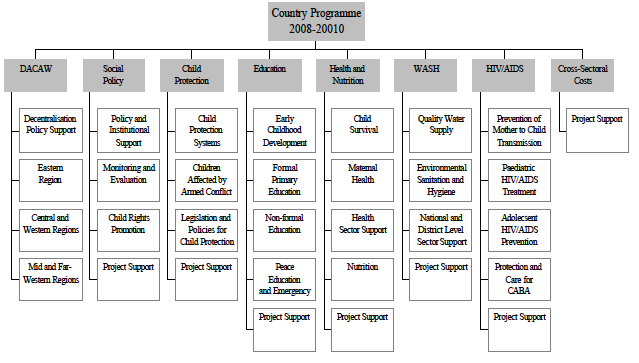 Country Programme
2008-20010
DACAW
Social
Policy
Child
Protection
Education
Health and
Nutrition
WASH
HIV/AIDS
Cross-Sectoral
Costs
Decentralisation
Policy Support
Eastern
Region
Central and
Western Regions
Mid and Far-
Western Regions
Policy and
Institutional
Support
Monitoring and
Evaluation
Child Rights
Promotion
Project Support
Child
Protection
Systems
Children
Affected by
Armed Conflict
Legislation and
Policies for
Child Protection
Project Support
Early
Childhood
Development
Formal
Primary
Education
Non-formal
Education
Peace
Education
and Emergency
Project Support
Child
Survival
Maternal
Health
Health
Sector Support
Nutrition
Project Support
Quality Water
Supply
Environmental
Sanitation and
Hygiene
National and
District Level
Sector Support
Project Support
Prevention of
Mother to Child
Transmission
Paediatric
HIV/AIDS
Treatment
Adolecsent
HIV/AIDS
Prevention
Protection and
Care for
CABA
Project Support
Project Support